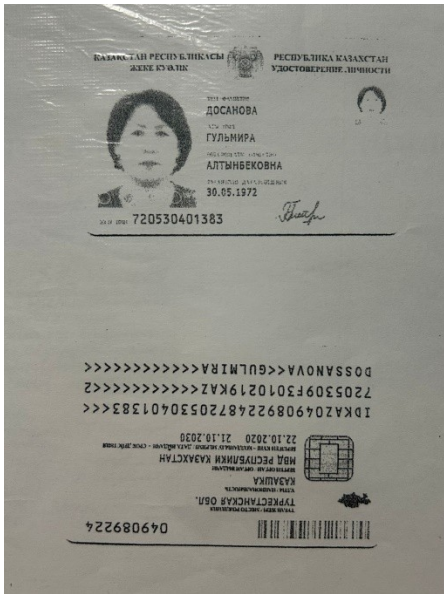 ҚАЗАҚСТАН РЕСПУБЛИКАСЫ
ЖЕКЕ КУӘЛІК
РЕСПУБЛИКА КАЗАХСТАН
УДОСТОВЕРЕНИЕ ЛИЧНОСТИ
ДОСАНОВА
ГУЛЬМИРА
АЛТЫНБЕКОВНА
30.05.1972
720530401383
049089224
ТУРКЕСТАНСКАЯ ОБЛ.
КАЗАШКА
МВД РЕСПУБЛИКИ КАЗАХСТАН
22.10.2020 21.10.2030
IDKAZ0490892248720530401383<<<
7205309F3010219KAZ<<<<<<<<<<<2
DOSSANOVA<<GULMIRA<<<<<<<<<<<<